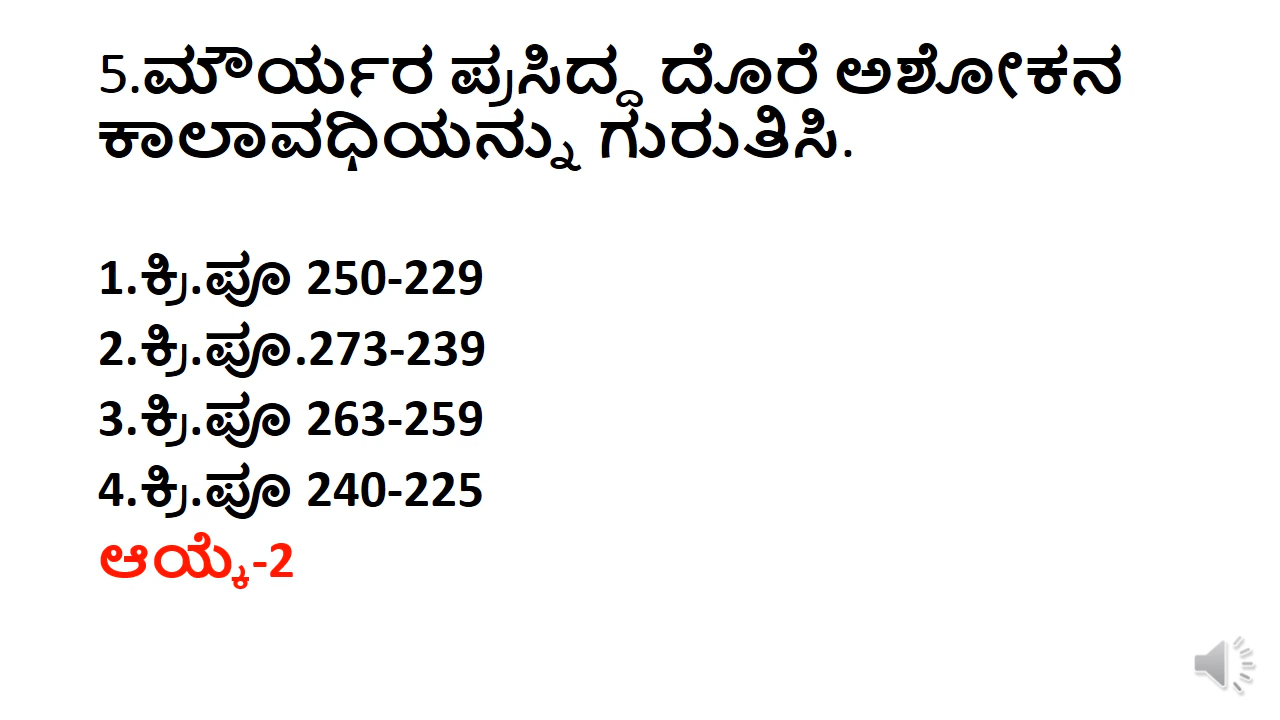 5.ಮೌರ್ಯರ ಪ್ರಸಿದ್ದ ದೊರೆ ಅಶೋಕನ
ಕಾಲಾವಧಿಯನ್ನು ಗುರುತಿಸಿ.
1.ಕ್ರಿ.ಪೂ 250-229
2.ಕ್ರಿ.ಪೂ.273-239
3.ಕ್ರಿ.ಪೂ 263-259
4.ಕ್ರಿ.ಪೂ 240-225
ಆಯ್ಕೆ-2